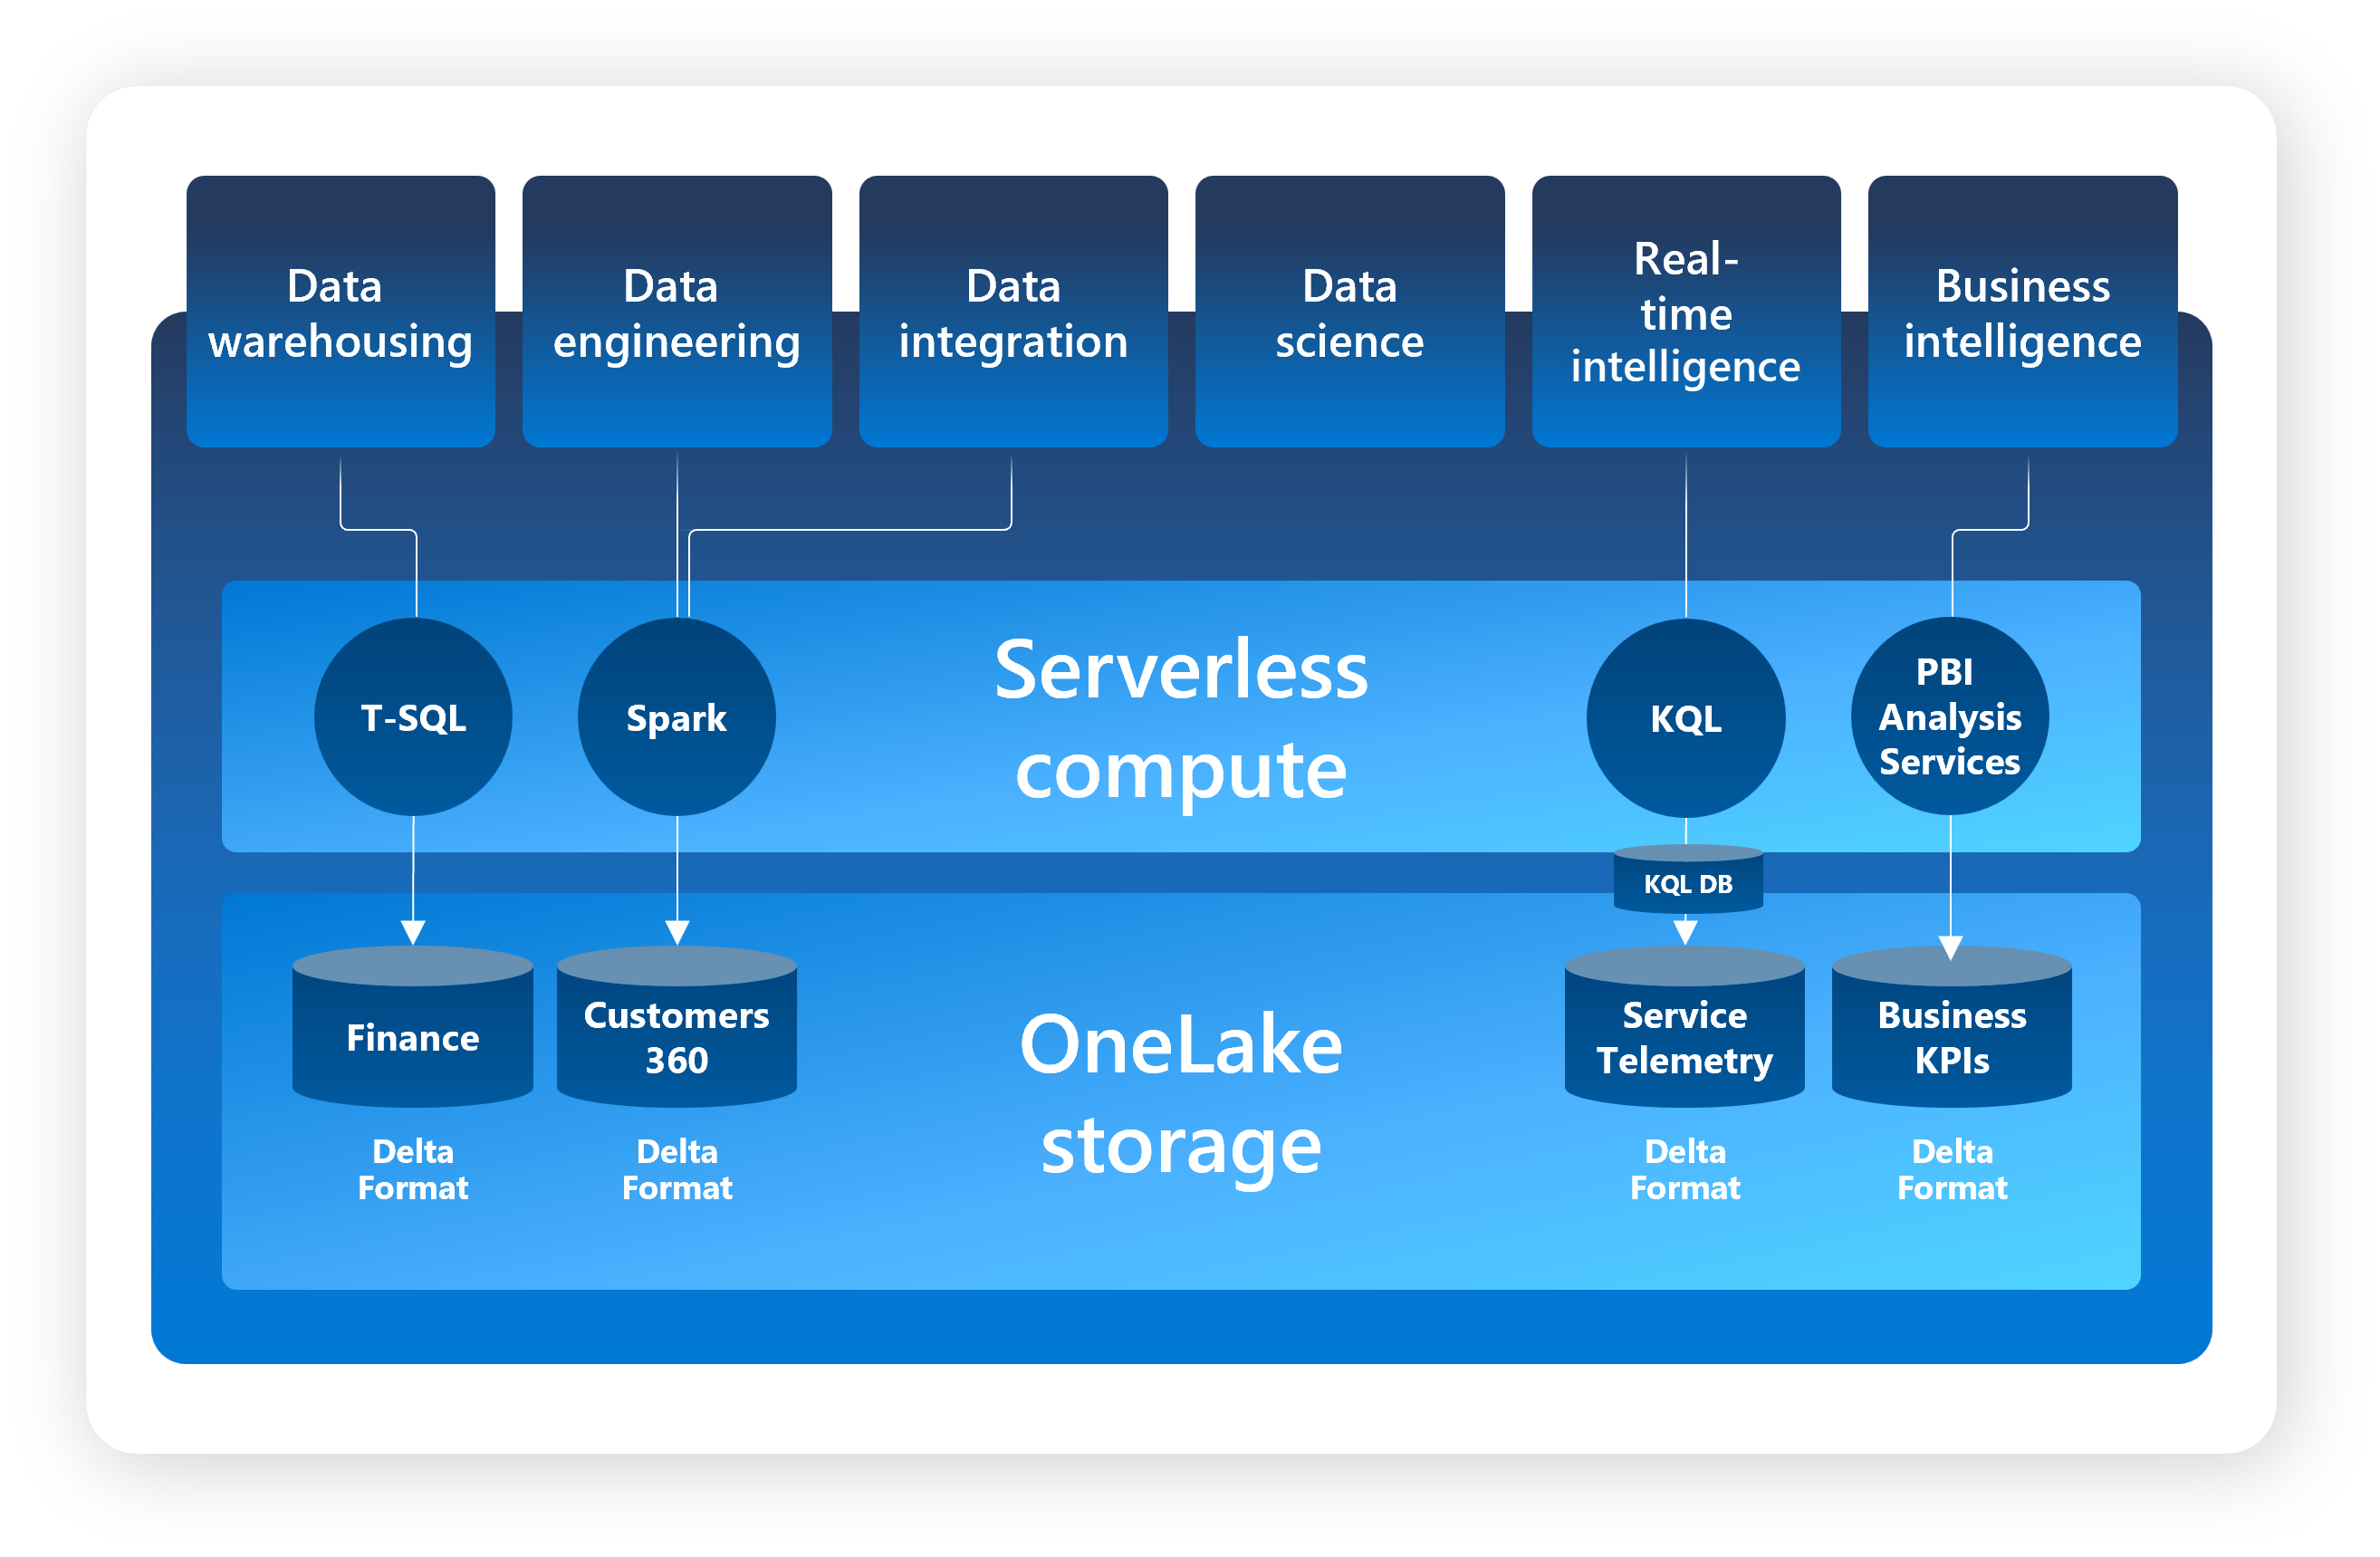 Data
warehousing
Data
engineering
Data
integration
Data
science
Real-
time
intelligence
Business
intelligence
T-SQL
Spark
Serverless
compute
KQL
PBI
Analysis
Services
KQL DB
Finance
Customers
360
OneLake
storage
Service
Telemetry
Business
KPIs
Delta
Format
Delta
Format
Delta
Format
Delta
Format